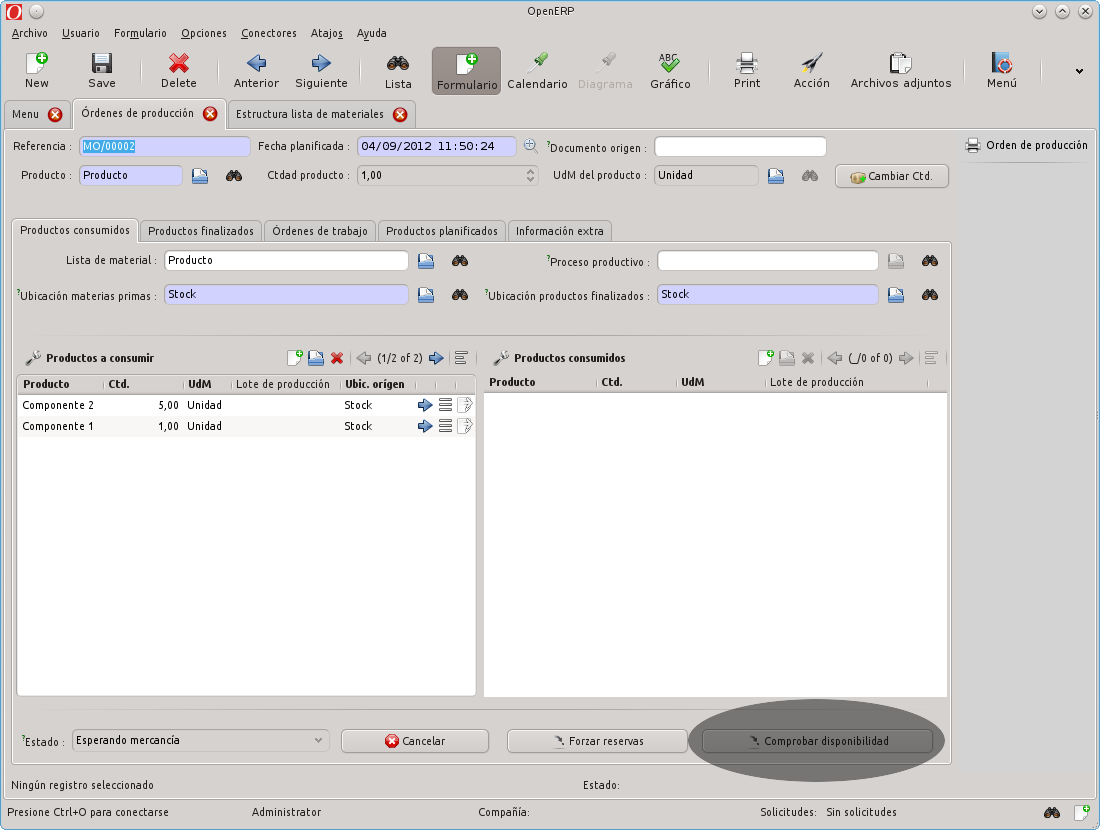 OpenERP
Archivo Usuario Formulario Opciones Conectores Atajos Ayuda
New Save Delete Anterior Siguiente Lista Formulario Calendario Diagrama ABC Gráfico Print Acción Archivos adjuntos Menú
Menu Órdenes de producción Estructura lista de materiales
Referencia : MO/00002 Fecha planificada : 04/09/2012 11:50:24 ?Documento origen : Orden de producción
Producto : Producto Ctdad producto : 1,00 UdM del producto : Unidad Cambiar Ctd.
Productos consumidos Productos finalizados Órdenes de trabajo Productos planificados Información extra
Lista de material : Producto ?Proceso productivo :
?Ubicación materias primas : Stock ?Ubicación productos finalizados : Stock
Productos a consumir (1/2 of 2) Productos consumidos (_/0 of 0)
Producto Ctd. UdM Lote de producción Ubic. origen Producto Ctd. UdM Lote de producción
Componente 2 5,00 Unidad Stock
Componente 1 1,00 Unidad Stock
?Estado : Esperando mercancía Cancelar Forzar reservas Comprobar disponibilidad
Ningún registro seleccionado Estado:
Presione Ctrl+O para conectarse Administrator Compañía: Solicitudes: Sin solicitudes